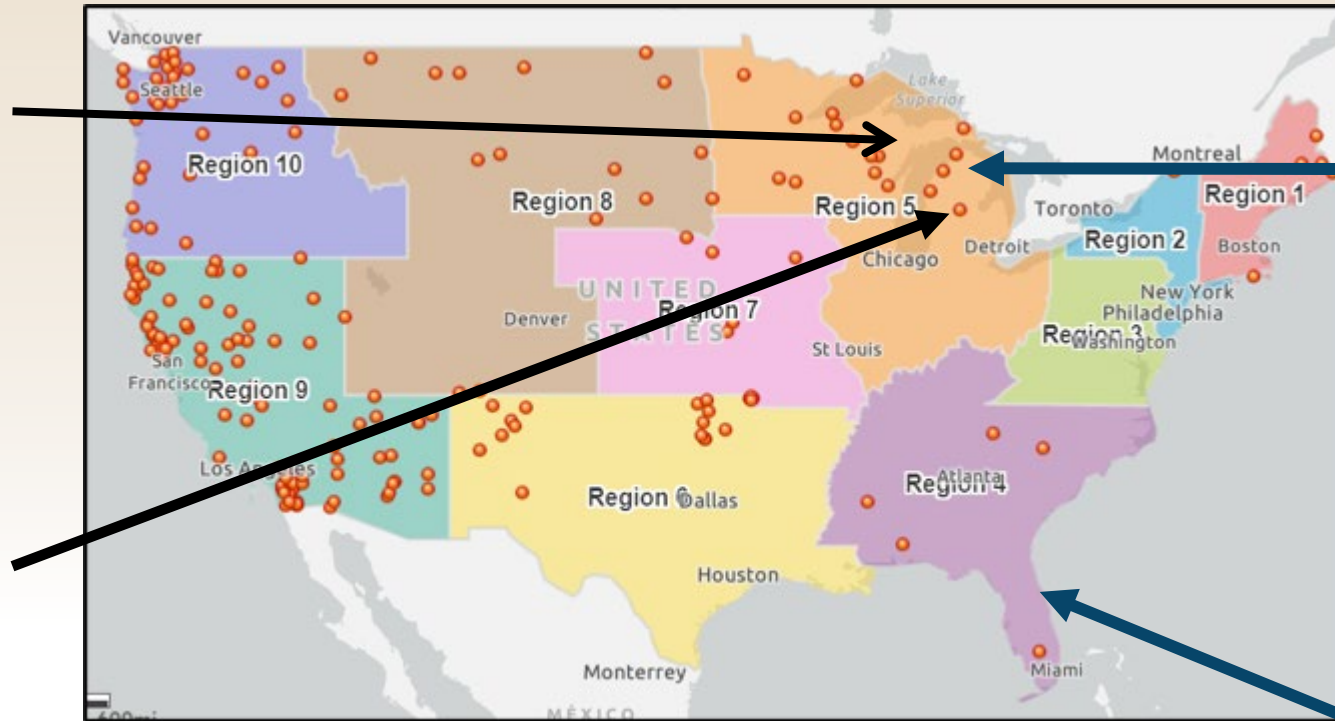 Vancouver
Seattle
Lake
Superior
Region 10
Montreal
Region 1
Region 8
Region 5
Toronto
Region 2
Boston
Detroit
Chicago
UNITED
STATES
New York
Philadelphia
Region 7
Denver
Region 3
Washington
St Louis
San
Francisco
Region 9
Los Angeles
Region 6
Dallas
Region 4
Atlanta
Houston
Monterrey
Miami
MÉXICO
600mi